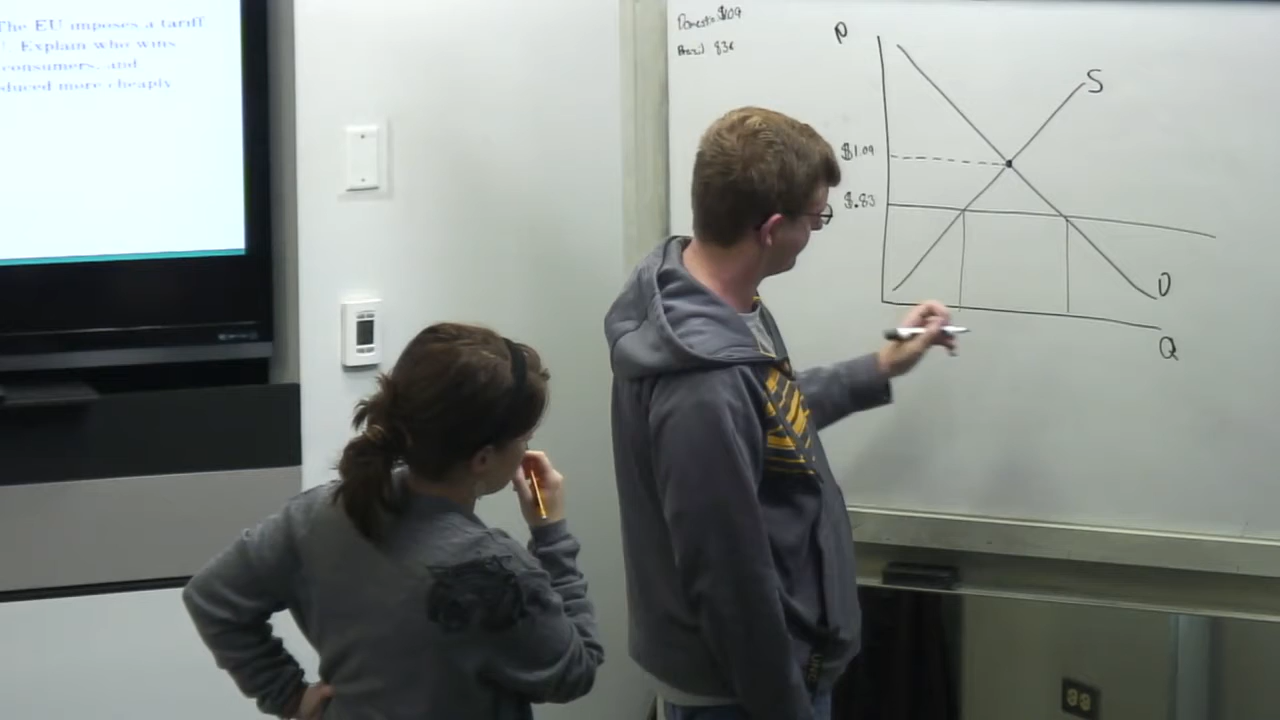 The EU imposes a tariff
Explain who wins
consumers...and
duced more cheaply
Domestic $1.09
Brazil 83¢
P
S
$1.09
$.83
D
Q